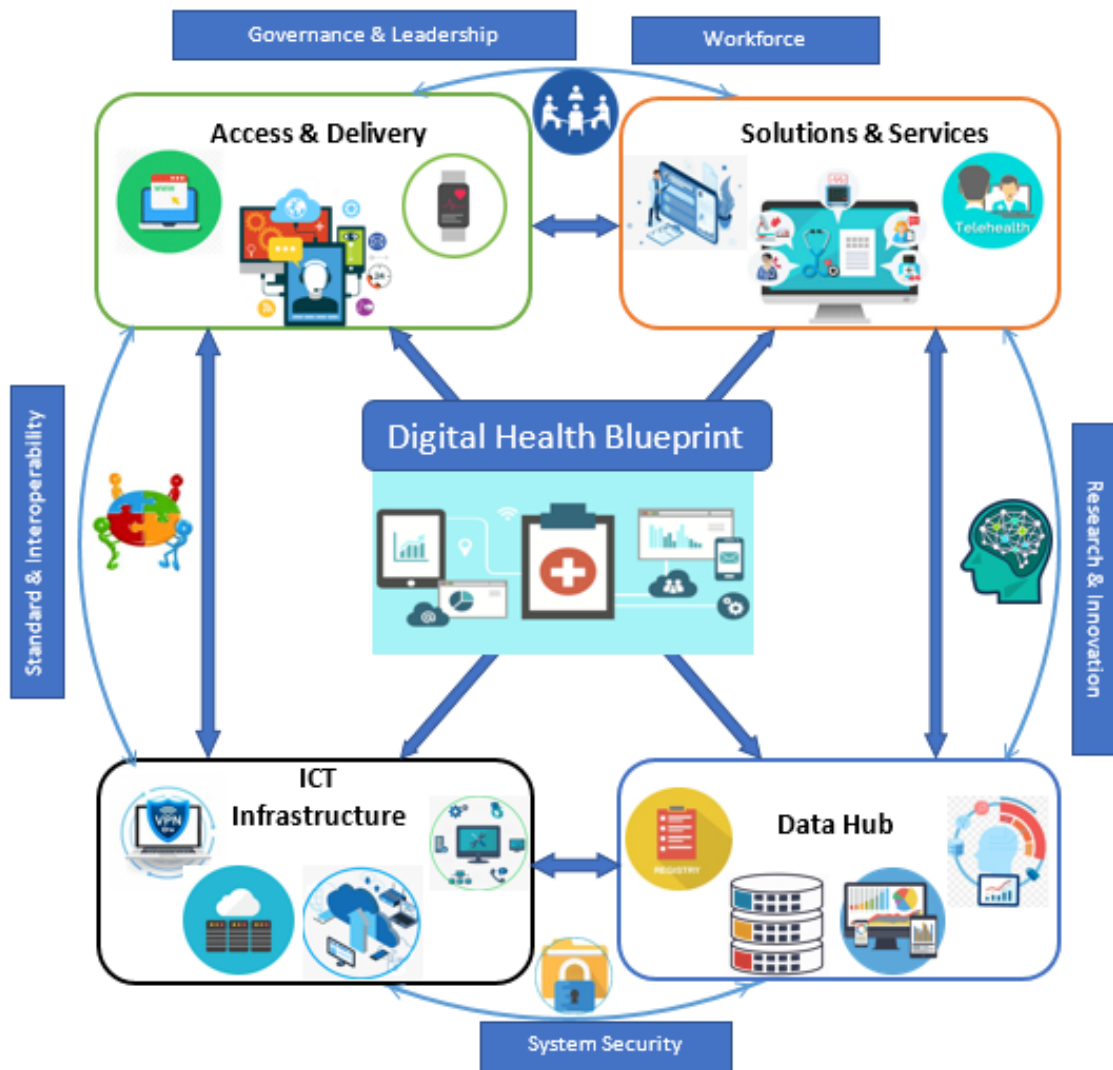 Governance & Leadership
Workforce
Access & Delivery
Solutions & Services
WWW
Telehealth
Digital Health Blueprint
Standard & Interoperability
Research & Innovation
ICT
Infrastructure
VPN
Data Hub
REGISTRY
System Security